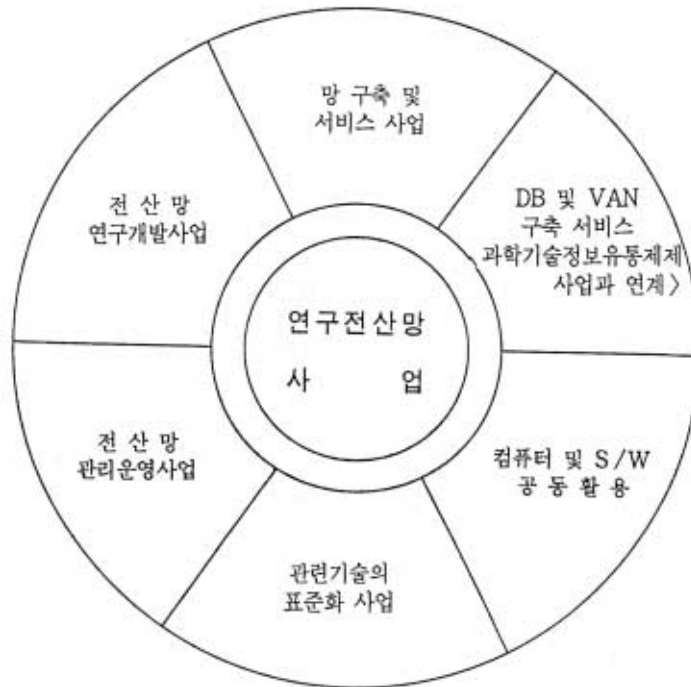 망 구축 및
서비스 사업
DB 및 VAN
구축 서비스
〈과학기술정보유통제제
사업과 연계〉
컴퓨터 및 S/W
공 동 활 용
관련기술의
표준화 사업
전 산 망
관리운영사업
전 산 망
연구개발사업
연구전산망
사 업